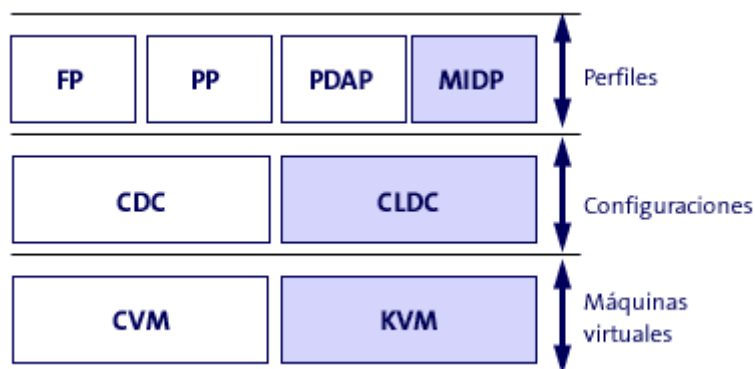 FP
PP
PDAP
MIDP
Perfiles
CDC
CLDC
Configuraciones
CVM
KVM
Máquinas
virtuales